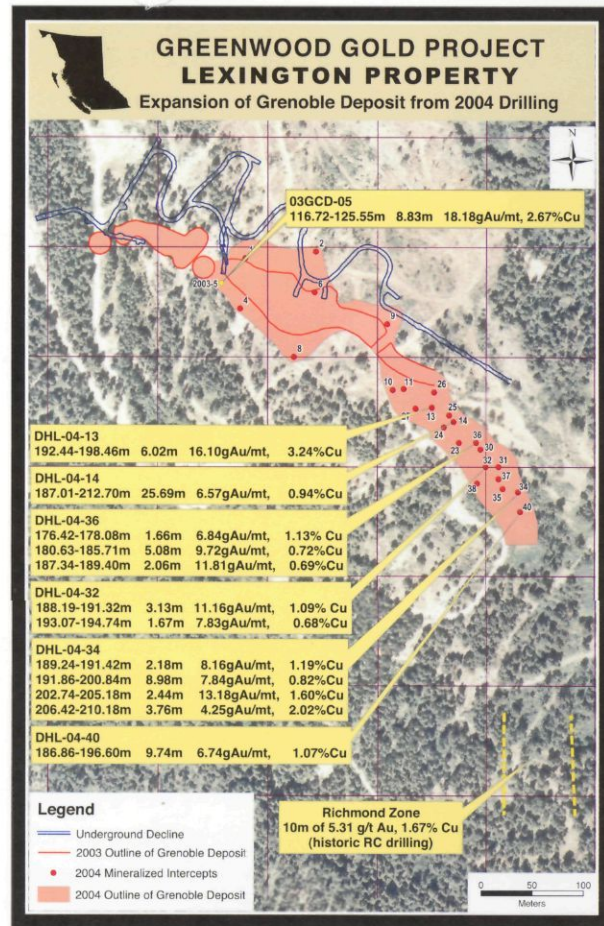 GREENWOOD GOLD PROJECT
LEXINGTON PROPERTY
Expansion of Grenoble Deposit from 2004 Drilling
N
03GCD-05
116.72-125.55m 8.83m 18.18gAu/mt, 2.67%Cu
2
2003-5
6
4
9
8
10 11 26
13 25
14
24
23 36
30
32 31
37
38 35 34
40
DHL-04-13
192.44-198.46m 6.02m 16.10gAu/mt, 3.24%Cu
DHL-04-14
187.01-212.70m 25.69m 6.57gAu/mt, 0.94%Cu
DHL-04-36
176.42-178.08m 1.66m 6.84gAu/mt, 1.13% Cu
180.63-185.71m 5.08m 9.72gAu/mt, 0.72%Cu
187.34-189.40m 2.06m 11.81gAu/mt, 0.69%Cu
DHL-04-32
188.19-191.32m 3.13m 11.16gAu/mt, 1.09% Cu
193.07-194.74m 1.67m 7.83gAu/mt, 0.68%Cu
DHL-04-34
189.24-191.42m 2.18m 8.16gAu/mt, 1.19%Cu
191.86-200.84m 8.98m 7.84gAu/mt, 0.82%Cu
202.74-205.18m 2.44m 13.18gAu/mt, 1.60%Cu
206.42-210.18m 3.76m 4.25gAu/mt, 2.02%Cu
DHL-04-40
186.86-196.60m 9.74m 6.74gAu/mt, 1.07%Cu
Richmond Zone
10m of 5.31 g/t Au, 1.67% Cu
(historic RC drilling)
Legend
Underground Decline
2003 Outline of Grenoble Deposit
2004 Mineralized Intercepts
2004 Outline of Grenoble Deposit
0 50 100
Meters